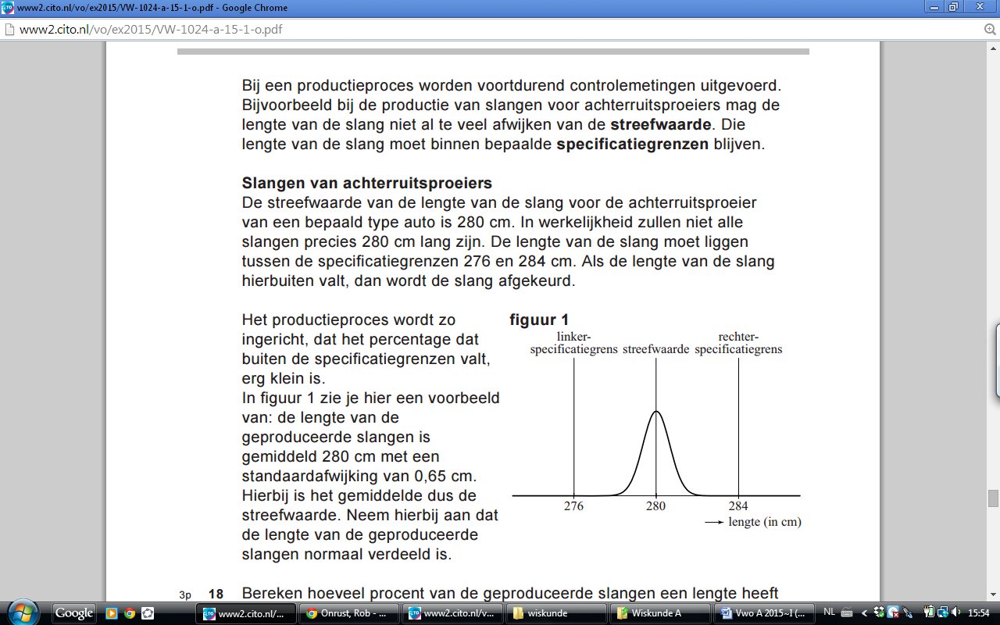 www2.cito.nl/vo/ex2015/VW-1024-a-15-1-o.pdf - Google Chrome
www2.cito.nl/vo/ex2015/VW-1024-a-15-1-o.pdf
Bij een productieproces worden voortdurend controlemetingen uitgevoerd.
Bijvoorbeeld bij de productie van slangen voor achterruitsproeiers mag de
lengte van de slang niet al te veel afwijken van de streefwaarde. Die
lengte van de slang moet binnen bepaalde specificatiegrenzen blijven.
Slangen van achterruitsproeiers
De streefwaarde van de lengte van de slang voor de achterruitsproeier
van een bepaald type auto is 280 cm. In werkelijkheid zullen niet alle
slangen precies 280 cm lang zijn. De lengte van de slang moet liggen
tussen de specificatiegrenzen 276 en 284 cm. Als de lengte van de slang
hierbuiten valt, dan wordt de slang afgekeurd.
Het productieproces wordt zo
ingericht, dat het percentage dat
buiten de specificatiegrenzen valt,
erg klein is.
In figuur 1 zie je hier een voorbeeld
van: de lengte van de
geproduceerde slangen is
gemiddeld 280 cm met een
standaardafwijking van 0,65 cm.
Hierbij is het gemiddelde dus de
streefwaarde. Neem hierbij aan dat
de lengte van de geproduceerde
slangen normaal verdeeld is.
figuur 1
linker-
specificatiegrens
streefwaarde
rechter-
specificatiegrens
276 280 284
lengte (in cm)
3p 18 Bereken hoeveel procent van de geproduceerde slangen een lengte heeft
Google
www2.cito.nl/...
Onrust, Rob - ...
www2.cito.nl/v...
wiskunde
Wiskunde A
Vwo A 2015~I (...
NL
15:54